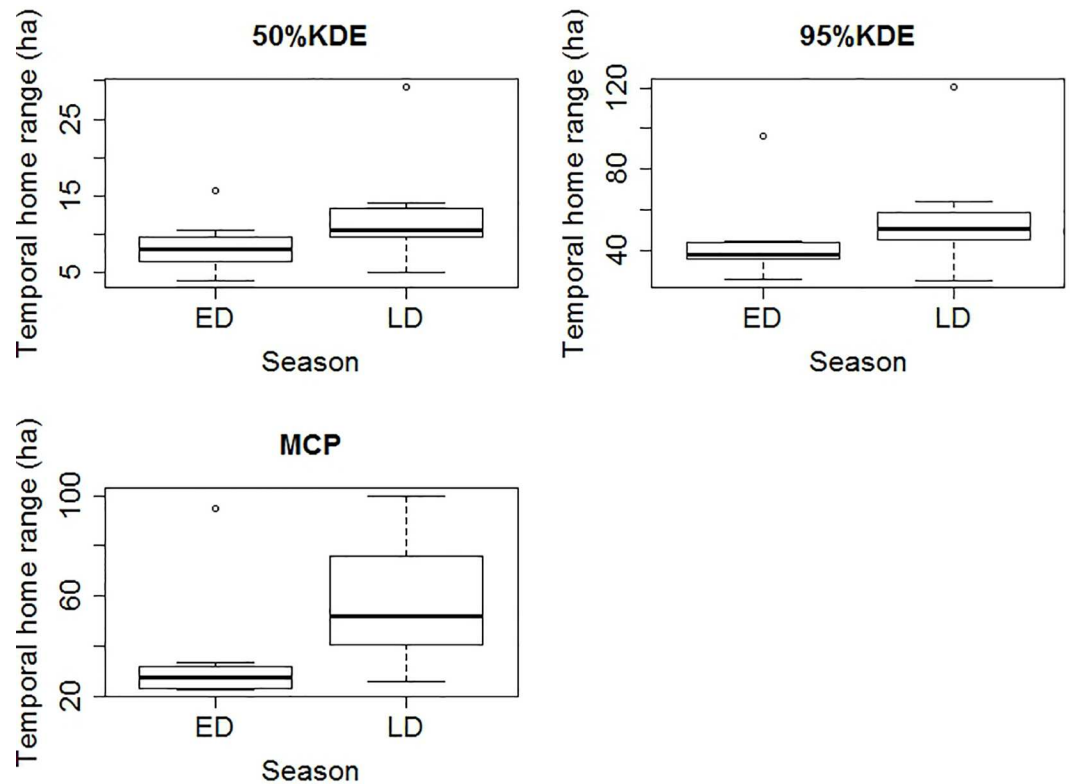 50%KDE
Temporal home range (ha)
25
15
5
ED LD
Season
95%KDE
Temporal home range (ha)
120
80
40
ED LD
Season
MCP
Temporal home range (ha)
100
60
20
ED LD
Season